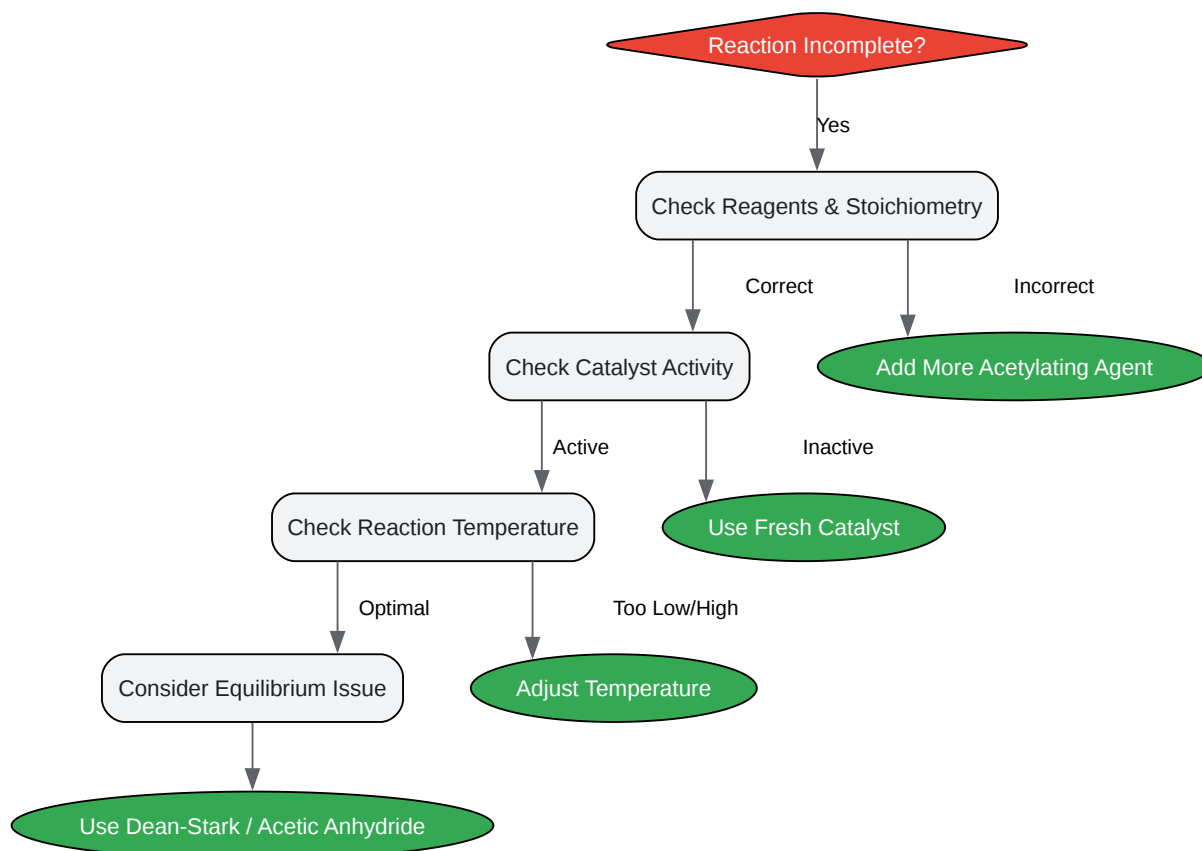 Reaction Incomplete?
Yes
Check Reagents & Stoichiometry
Correct
Incorrect
Check Catalyst Activity
Add More Acetylating Agent
Active
Inactive
Check Reaction Temperature
Use Fresh Catalyst
Optimal
Too Low/High
Consider Equilibrium Issue
Adjust Temperature
Use Dean-Stark / Acetic Anhydride